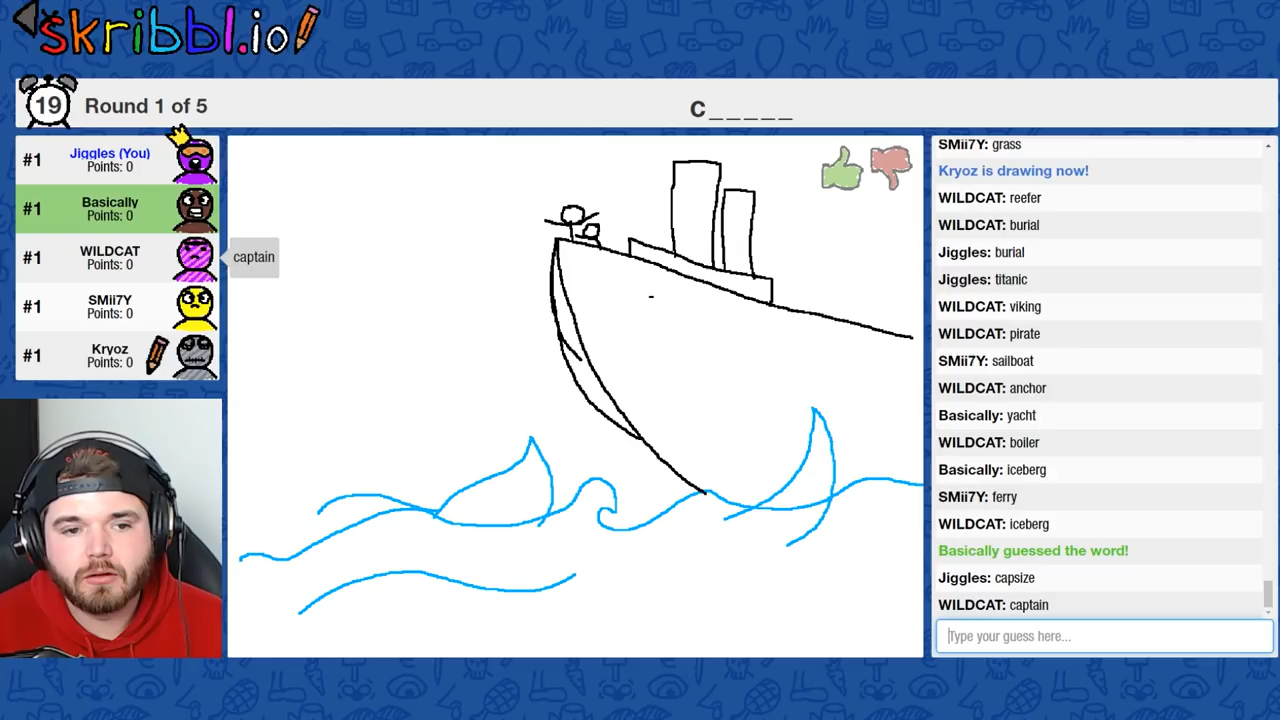 skribbl.io!
19
Round 1 of 5
c_____
#1
Jiggles (You)
Points: 0
#1
Basically
Points: 0
#1
WILDCAT
Points: 0
captain
#1
SMii7Y
Points: 0
#1
Kryoz
Points: 0
SMii7Y: grass
Kryoz is drawing now!
WILDCAT: reefer
WILDCAT: burial
Jiggles: burial
Jiggles: titanic
WILDCAT: viking
WILDCAT: pirate
SMii7Y: sailboat
WILDCAT: anchor
Basically: yacht
WILDCAT: boiler
Basically: iceberg
SMii7Y: ferry
WILDCAT: iceberg
Basically guessed the word!
Jiggles: capsize
WILDCAT: captain
Type your guess here...